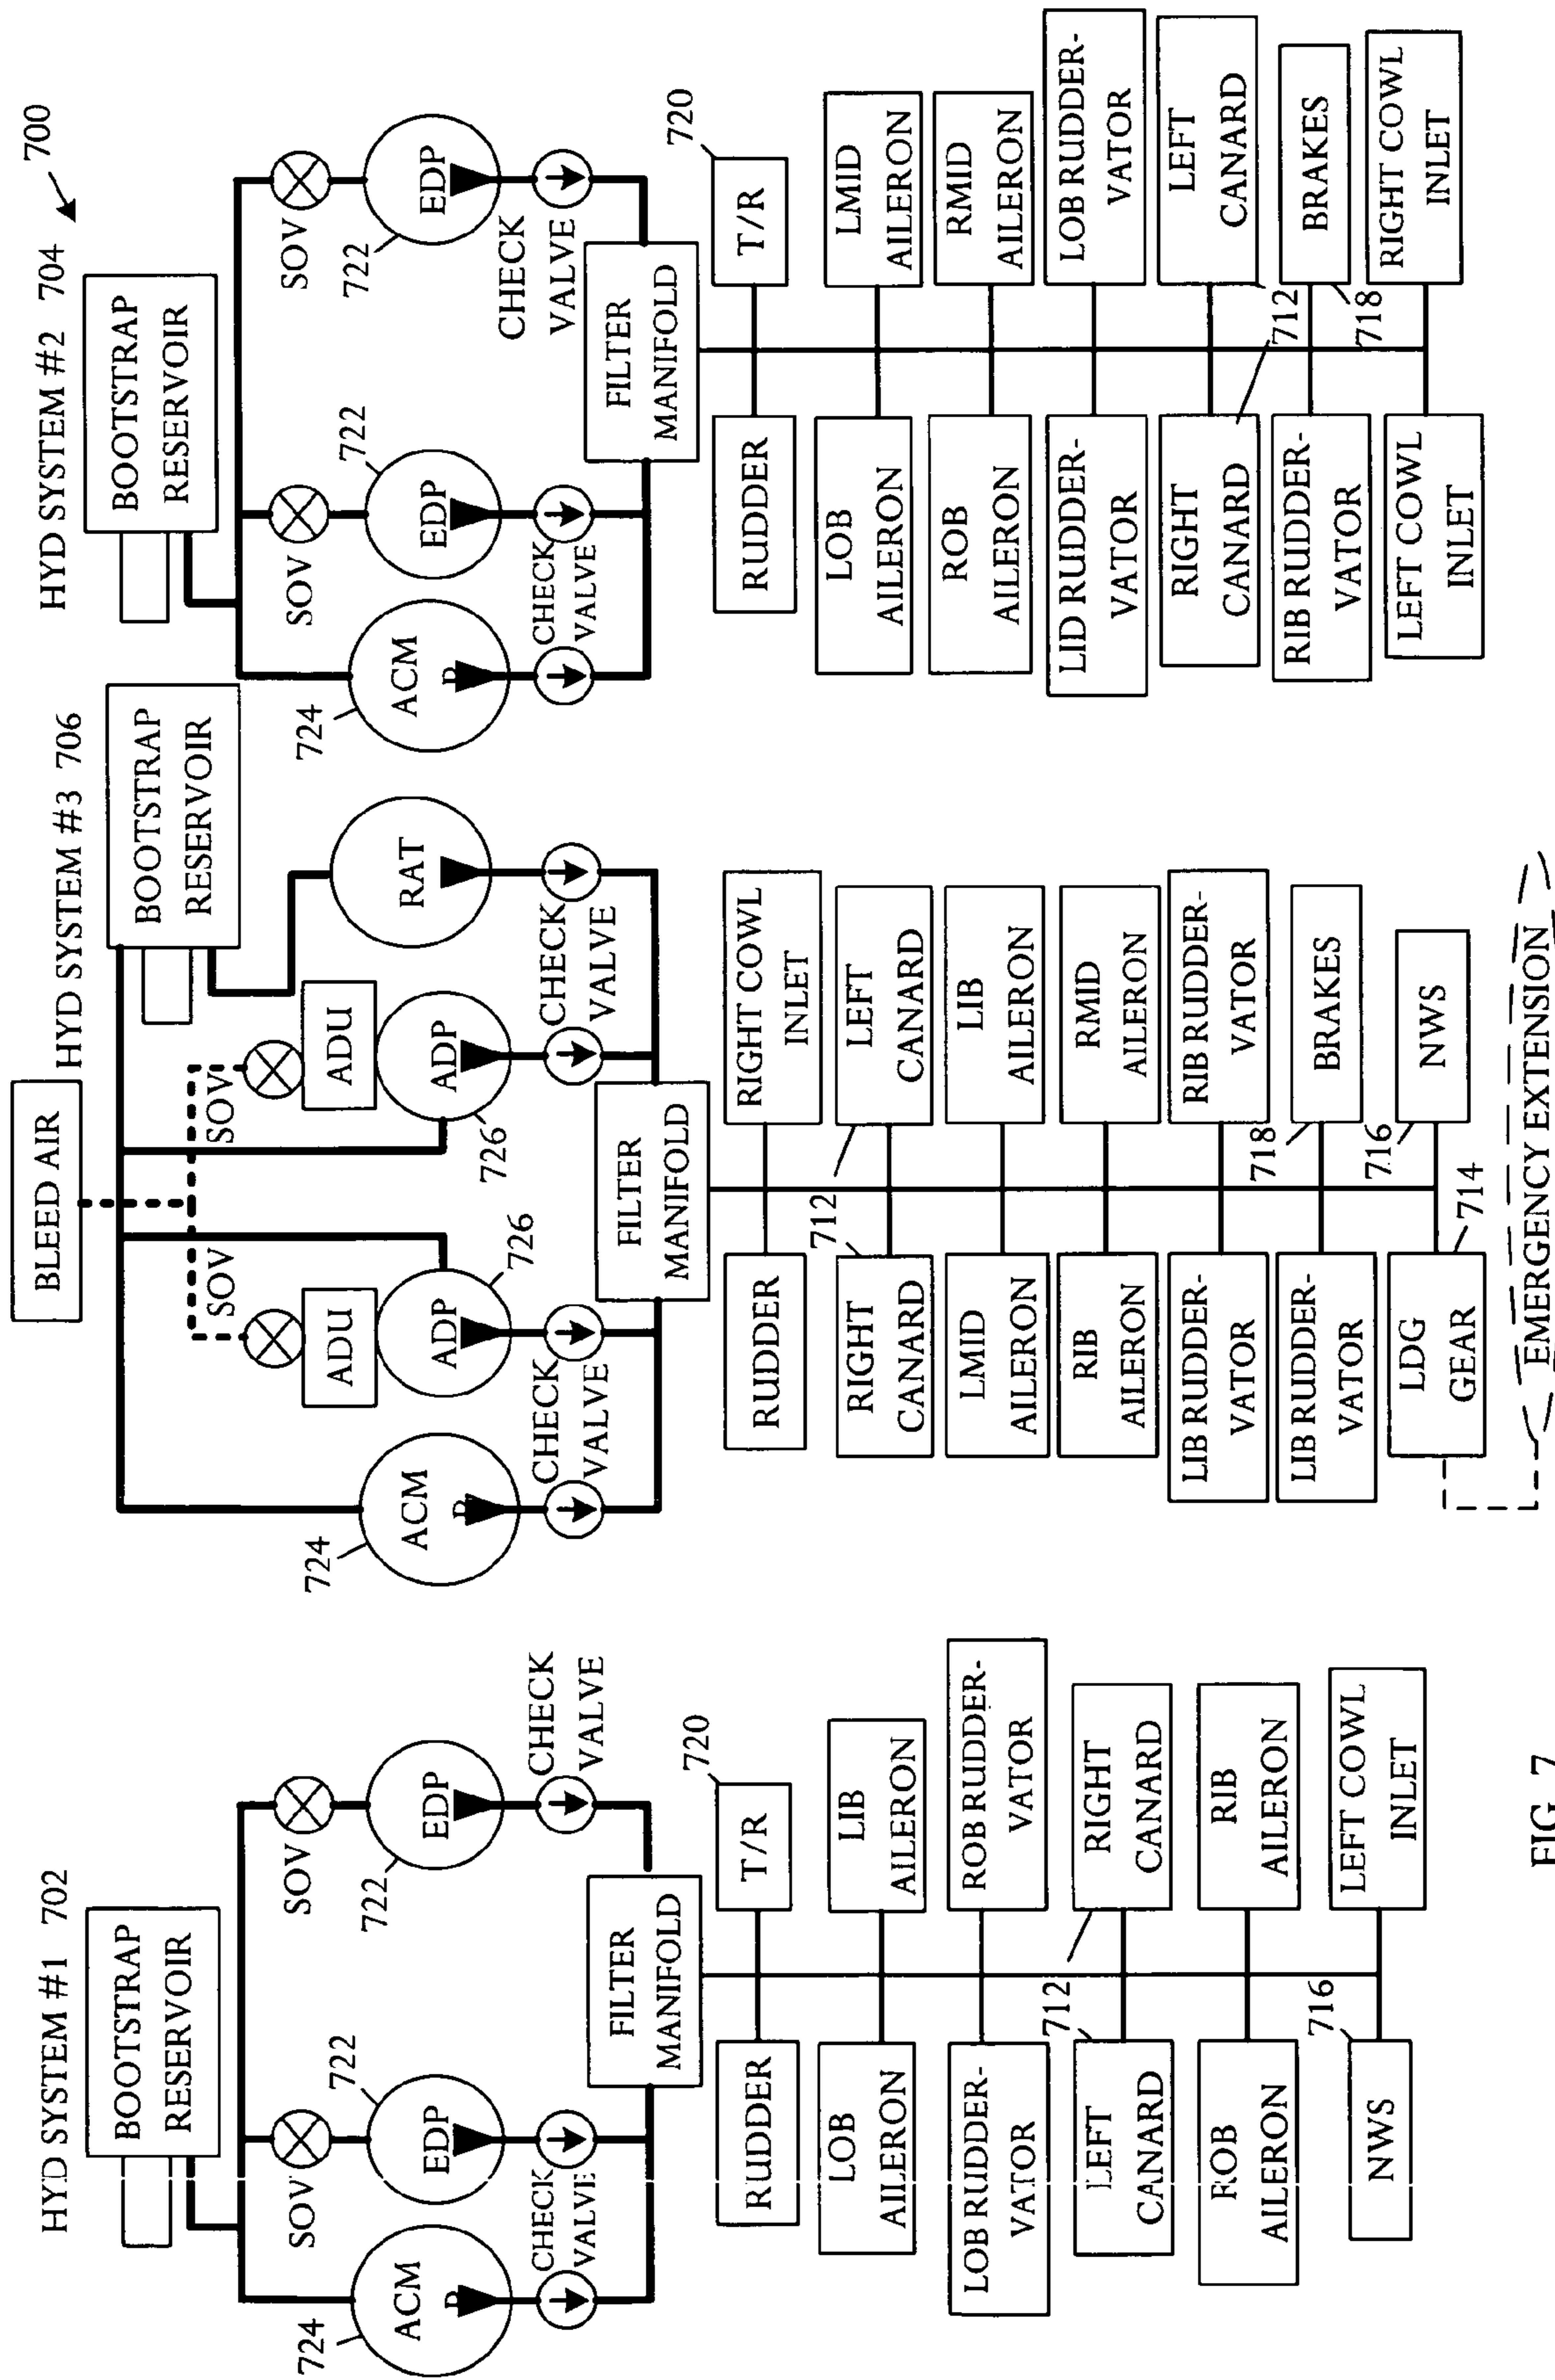 HYD SYSTEM #1 702
BOOTSTRAP
RESERVOIR
SOV
SOV
724
ACM
P
722
EDP
722
EDP
CHECK
VALVE
CHECK
VALVE
FILTER
MANIFOLD
720
RUDDER
T/R
LOB
AILERON
LIB
AILERON
LOB RUDDER-
VATOR
ROB RUDDER-
VATOR
712
LEFT
CANARD
RIGHT
CANARD
ROB
AILERON
RIB
AILERON
716
NWS
LEFT COWL
INLET
BLEED AIR
HYD SYSTEM #3 706
BOOTSTRAP
RESERVOIR
SOV
SOV
ADU
ADU
724
ACM
P
ADP
726
ADP
726
RAT
CHECK
VALVE
CHECK
VALVE
FILTER
MANIFOLD
RUDDER
RIGHT COWL
INLET
712
RIGHT
CANARD
LEFT
CANARD
LMID
AILERON
LIB
AILERON
RIB
AILERON
RMID
AILERON
LIB RUDDER-
VATOR
RIB RUDDER-
VATOR
LIB RUDDER-
VATOR
718
BRAKES
LDG
GEAR
714
716
NWS
EMERGENCY EXTENSION
HYD SYSTEM #2 704
700
BOOTSTRAP
RESERVOIR
SOV
SOV
724
ACM
P
722
EDP
722
EDP
CHECK
VALVE
CHECK
VALVE
FILTER
MANIFOLD
720
RUDDER
T/R
LOB
AILERON
LMID
AILERON
ROB
AILERON
RMID
AILERON
LID RUDDER-
VATOR
LOB RUDDER-
VATOR
RIGHT
CANARD
LEFT
CANARD
712
RIB RUDDER-
VATOR
BRAKES
718
LEFT COWL
INLET
RIGHT COWL
INLET
FIG. 7